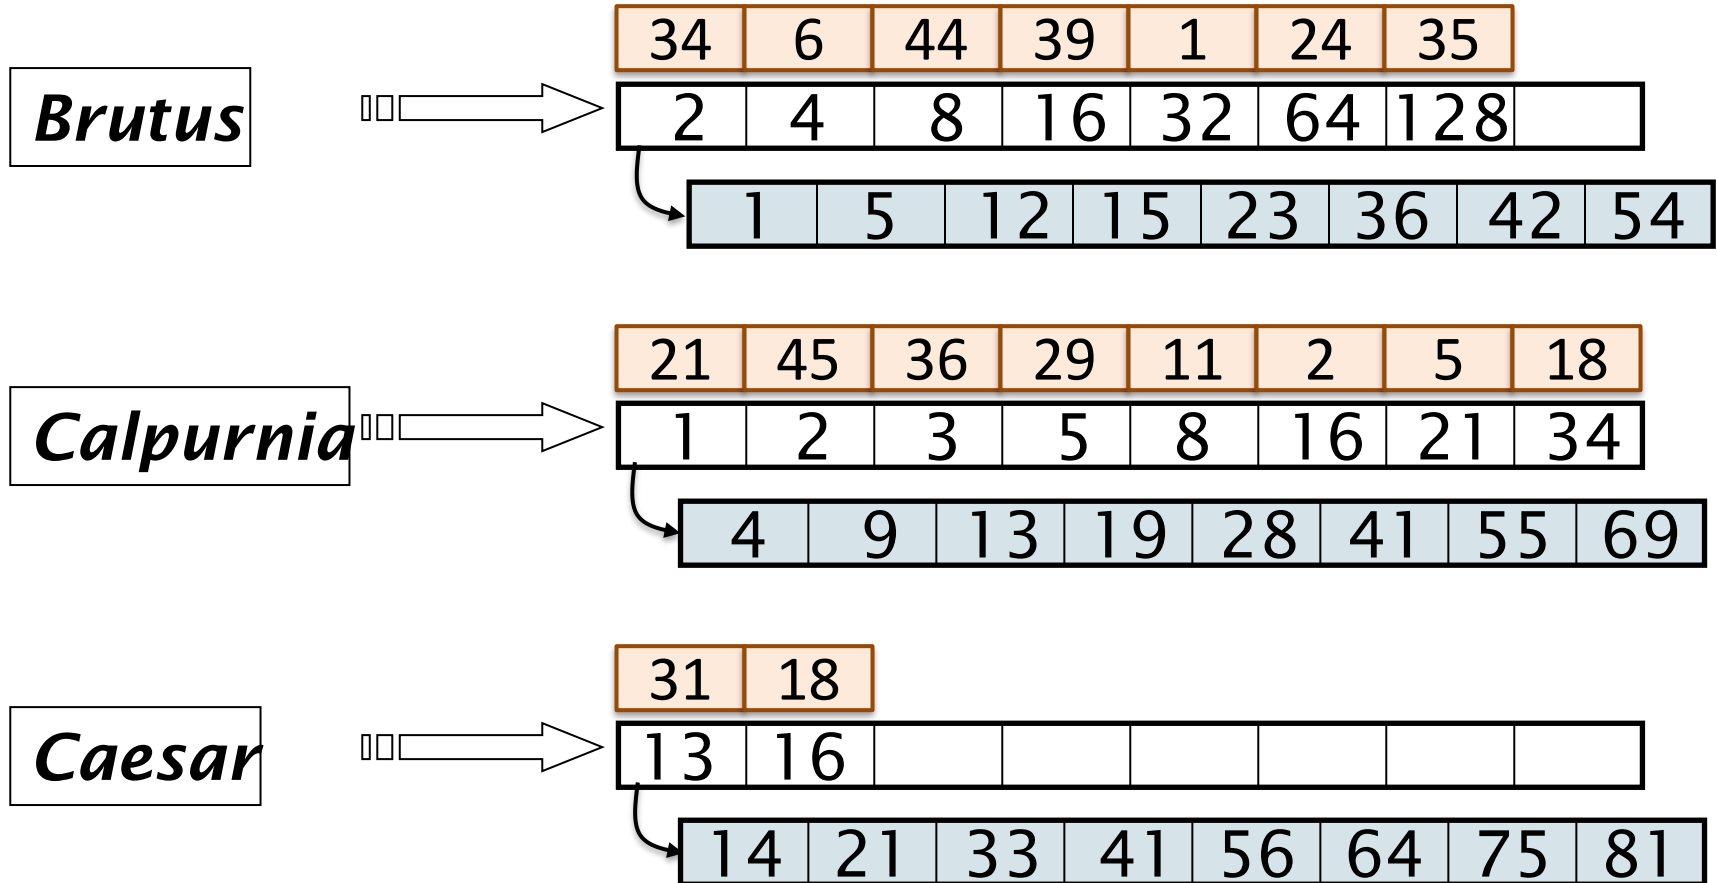 34 6 44 39 1 24 35
Brutus
2 4 8 16 32 64 128
1 5 12 15 23 36 42 54
21 45 36 29 11 2 5 18
Calpurnia
1 2 3 5 8 16 21 34
4 9 13 19 28 41 55 69
31 18
Caesar
13 16
14 21 33 41 56 64 75 81